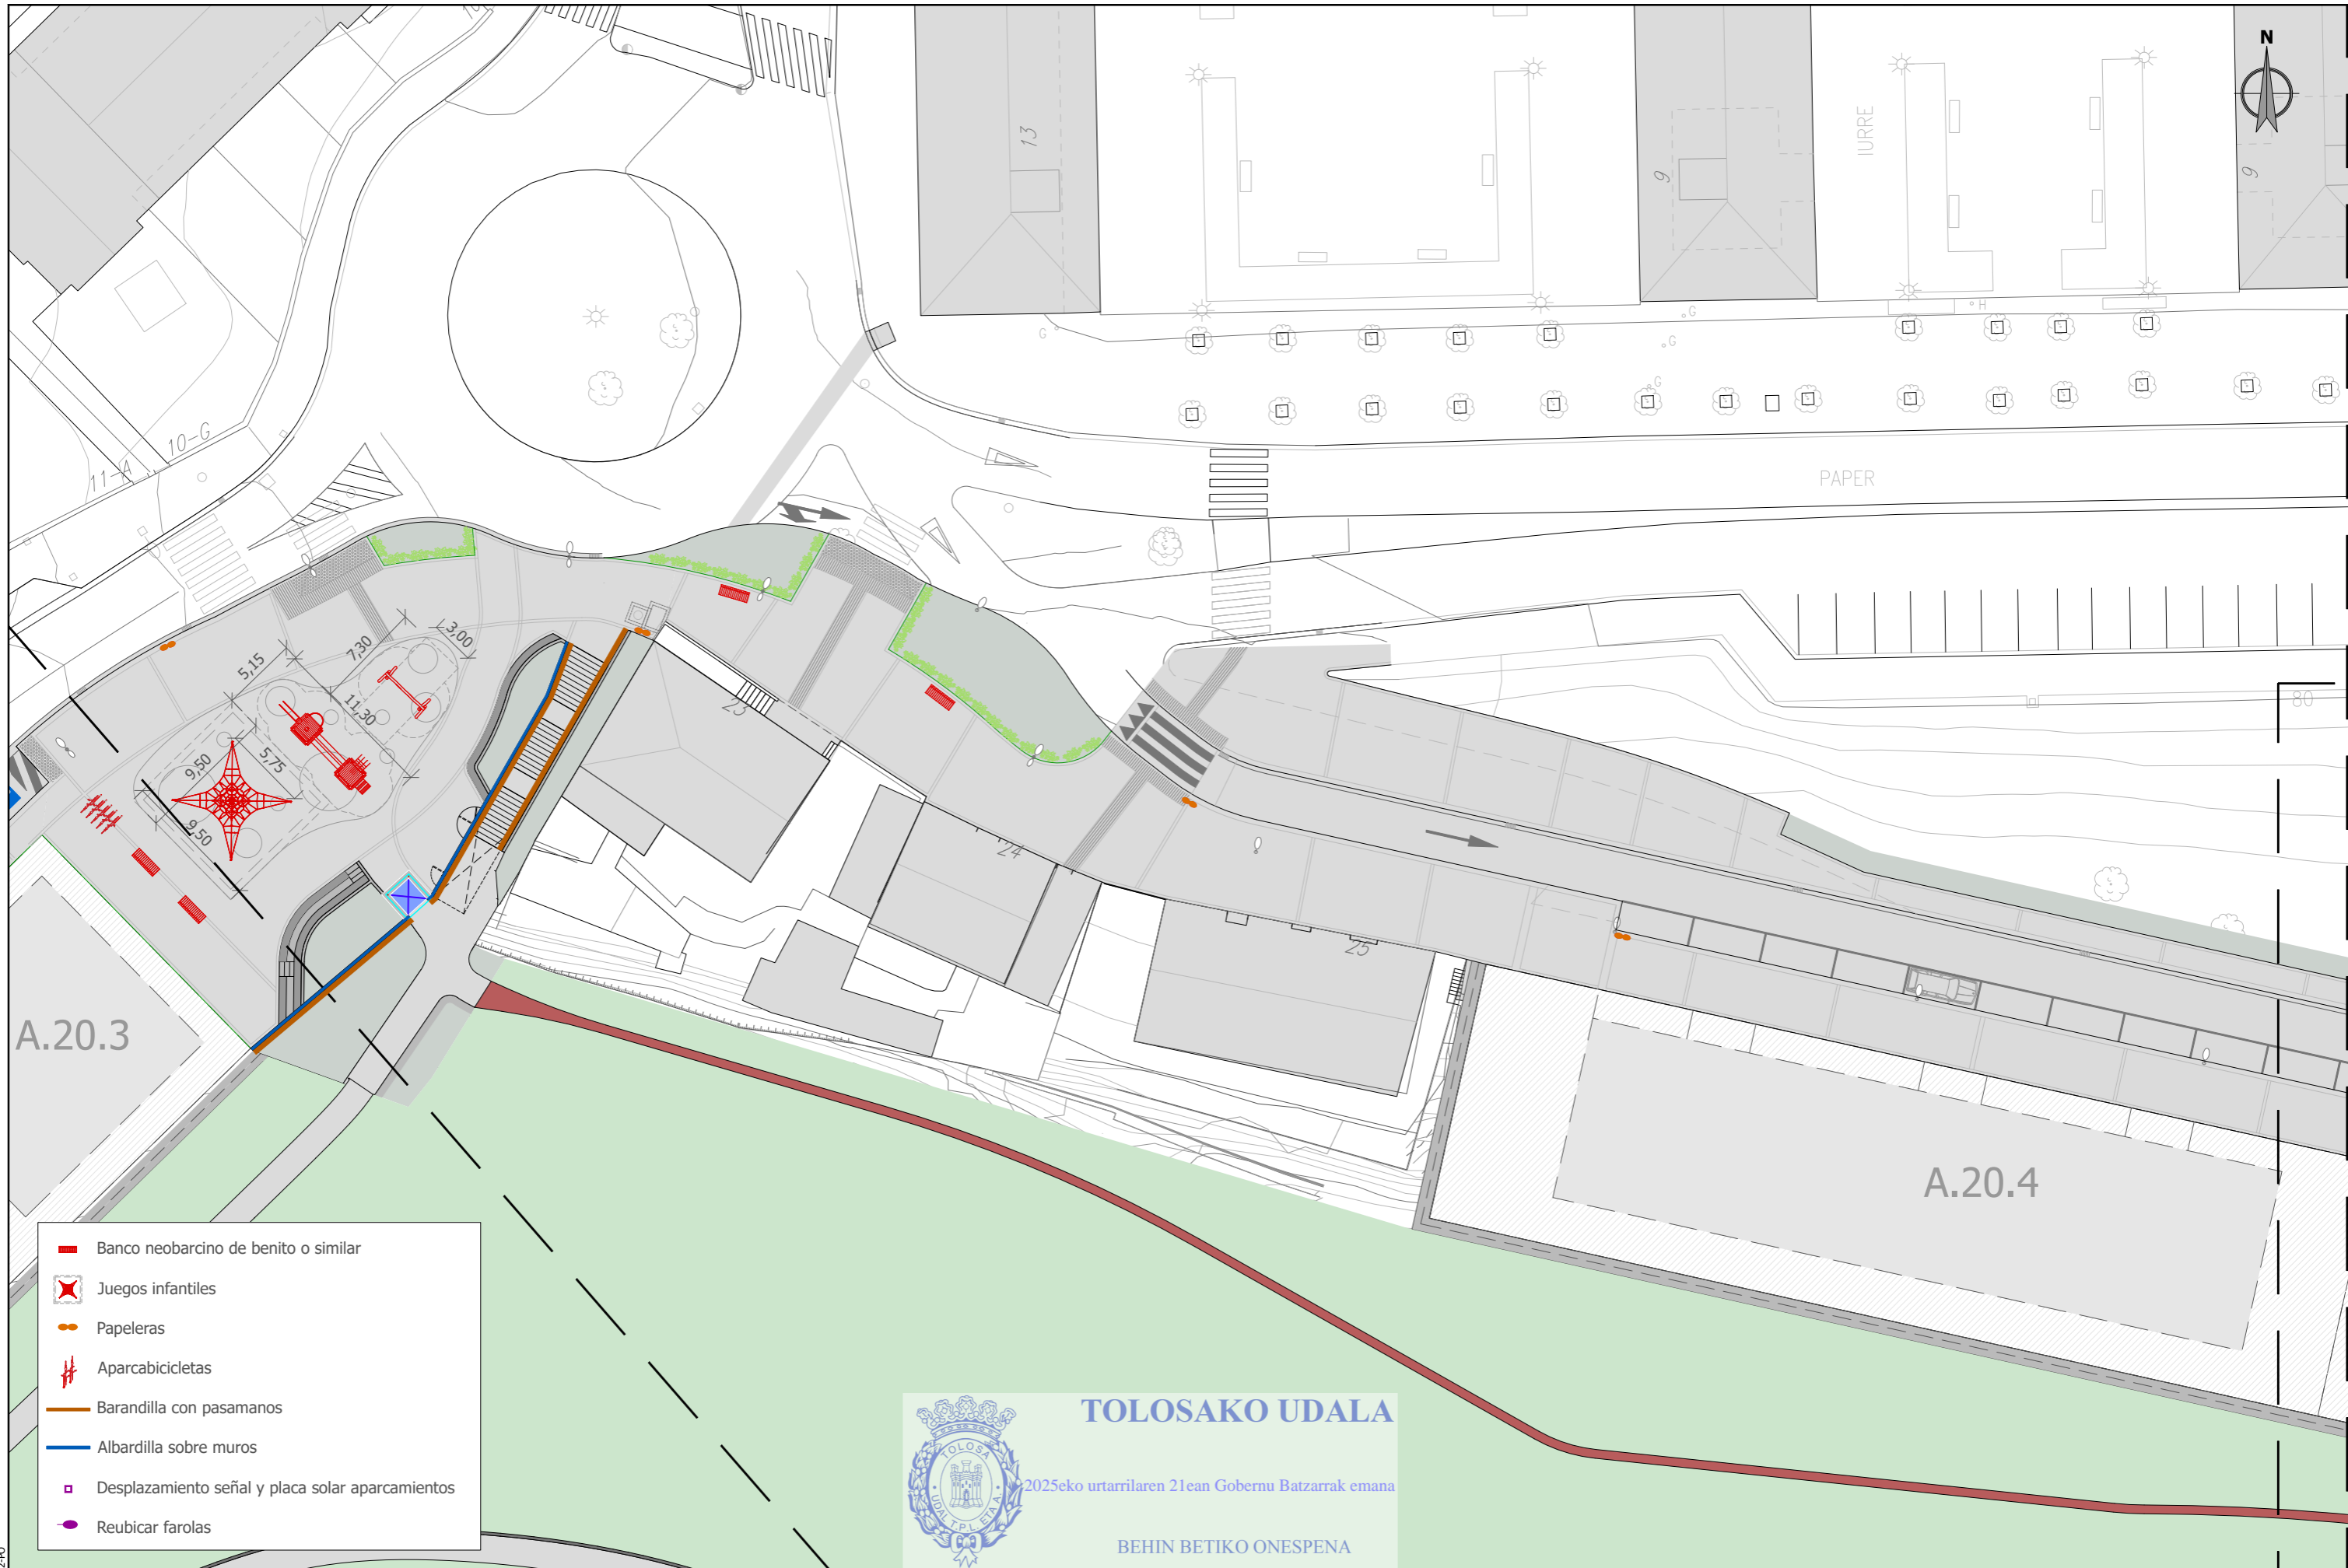 N
13
9
IURRE
9
G
G
H
G
G
10-G
11-A
PAPER
3,00
7,30
5,15
11,30
9,50
5,75
9,50
23
24
25
80
A.20.3
A.20.4
Banco neobarcino de benito o similar
Juegos infantiles
Papeleras
Aparcabicicletas
Barandilla con pasamanos
Albardilla sobre muros
Desplazamiento señal y placa solar aparcamientos
Reubicar farolas
TOLOSAKO UDALA
TOLOSA
UDAL T.P.L. ETA A.
2025eko urtarrilaren 21ean Gobernu Batzarrak emana
BEHIN BETIKO ONESPENA